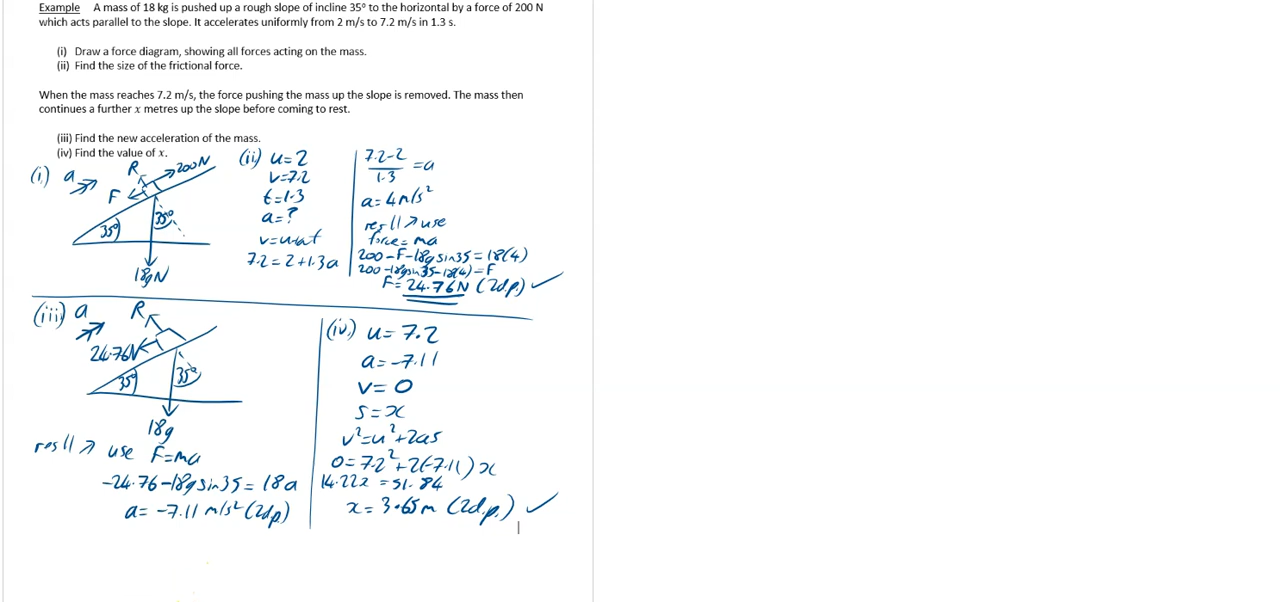 Example A mass of 18 kg is pushed up a rough slope of incline 35° to the horizontal by a force of 200 N
which acts parallel to the slope. It accelerates uniformly from 2 m/s to 7.2 m/s in 1.3 s.
(i) Draw a force diagram, showing all forces acting on the mass.
(ii) Find the size of the frictional force.
When the mass reaches 7.2 m/s, the force pushing the mass up the slope is removed. The mass then
continues a further x metres up the slope before coming to rest.
(iii) Find the new acceleration of the mass.
(iv) Find the value of x.
(i) a
R
200N
F
35°
35°
18gN
(ii) u=2
v=7.2
t=1.3
a=?
v=u+at
7.2=2+1.3a
7.2-2
1.3
=a
a=4m/s²
res // ↗ use
force=ma
200-F-18gsin35=18(4)
200-18gsin35-18(4)=F
F=24.76N (2d.p.) ✓
(iii) a
R
24.76N
35°
35°
18g
res // ↗ use F=ma
-24.76-18gsin35=18a
a=-7.11 m/s² (2dp)
(iv) u=7.2
a=-7.11
v=0
s=x
v²=u²+2as
0=7.2²+2(-7.11)x
14.22x=51.84
x=3.65m (2d.p.) ✓